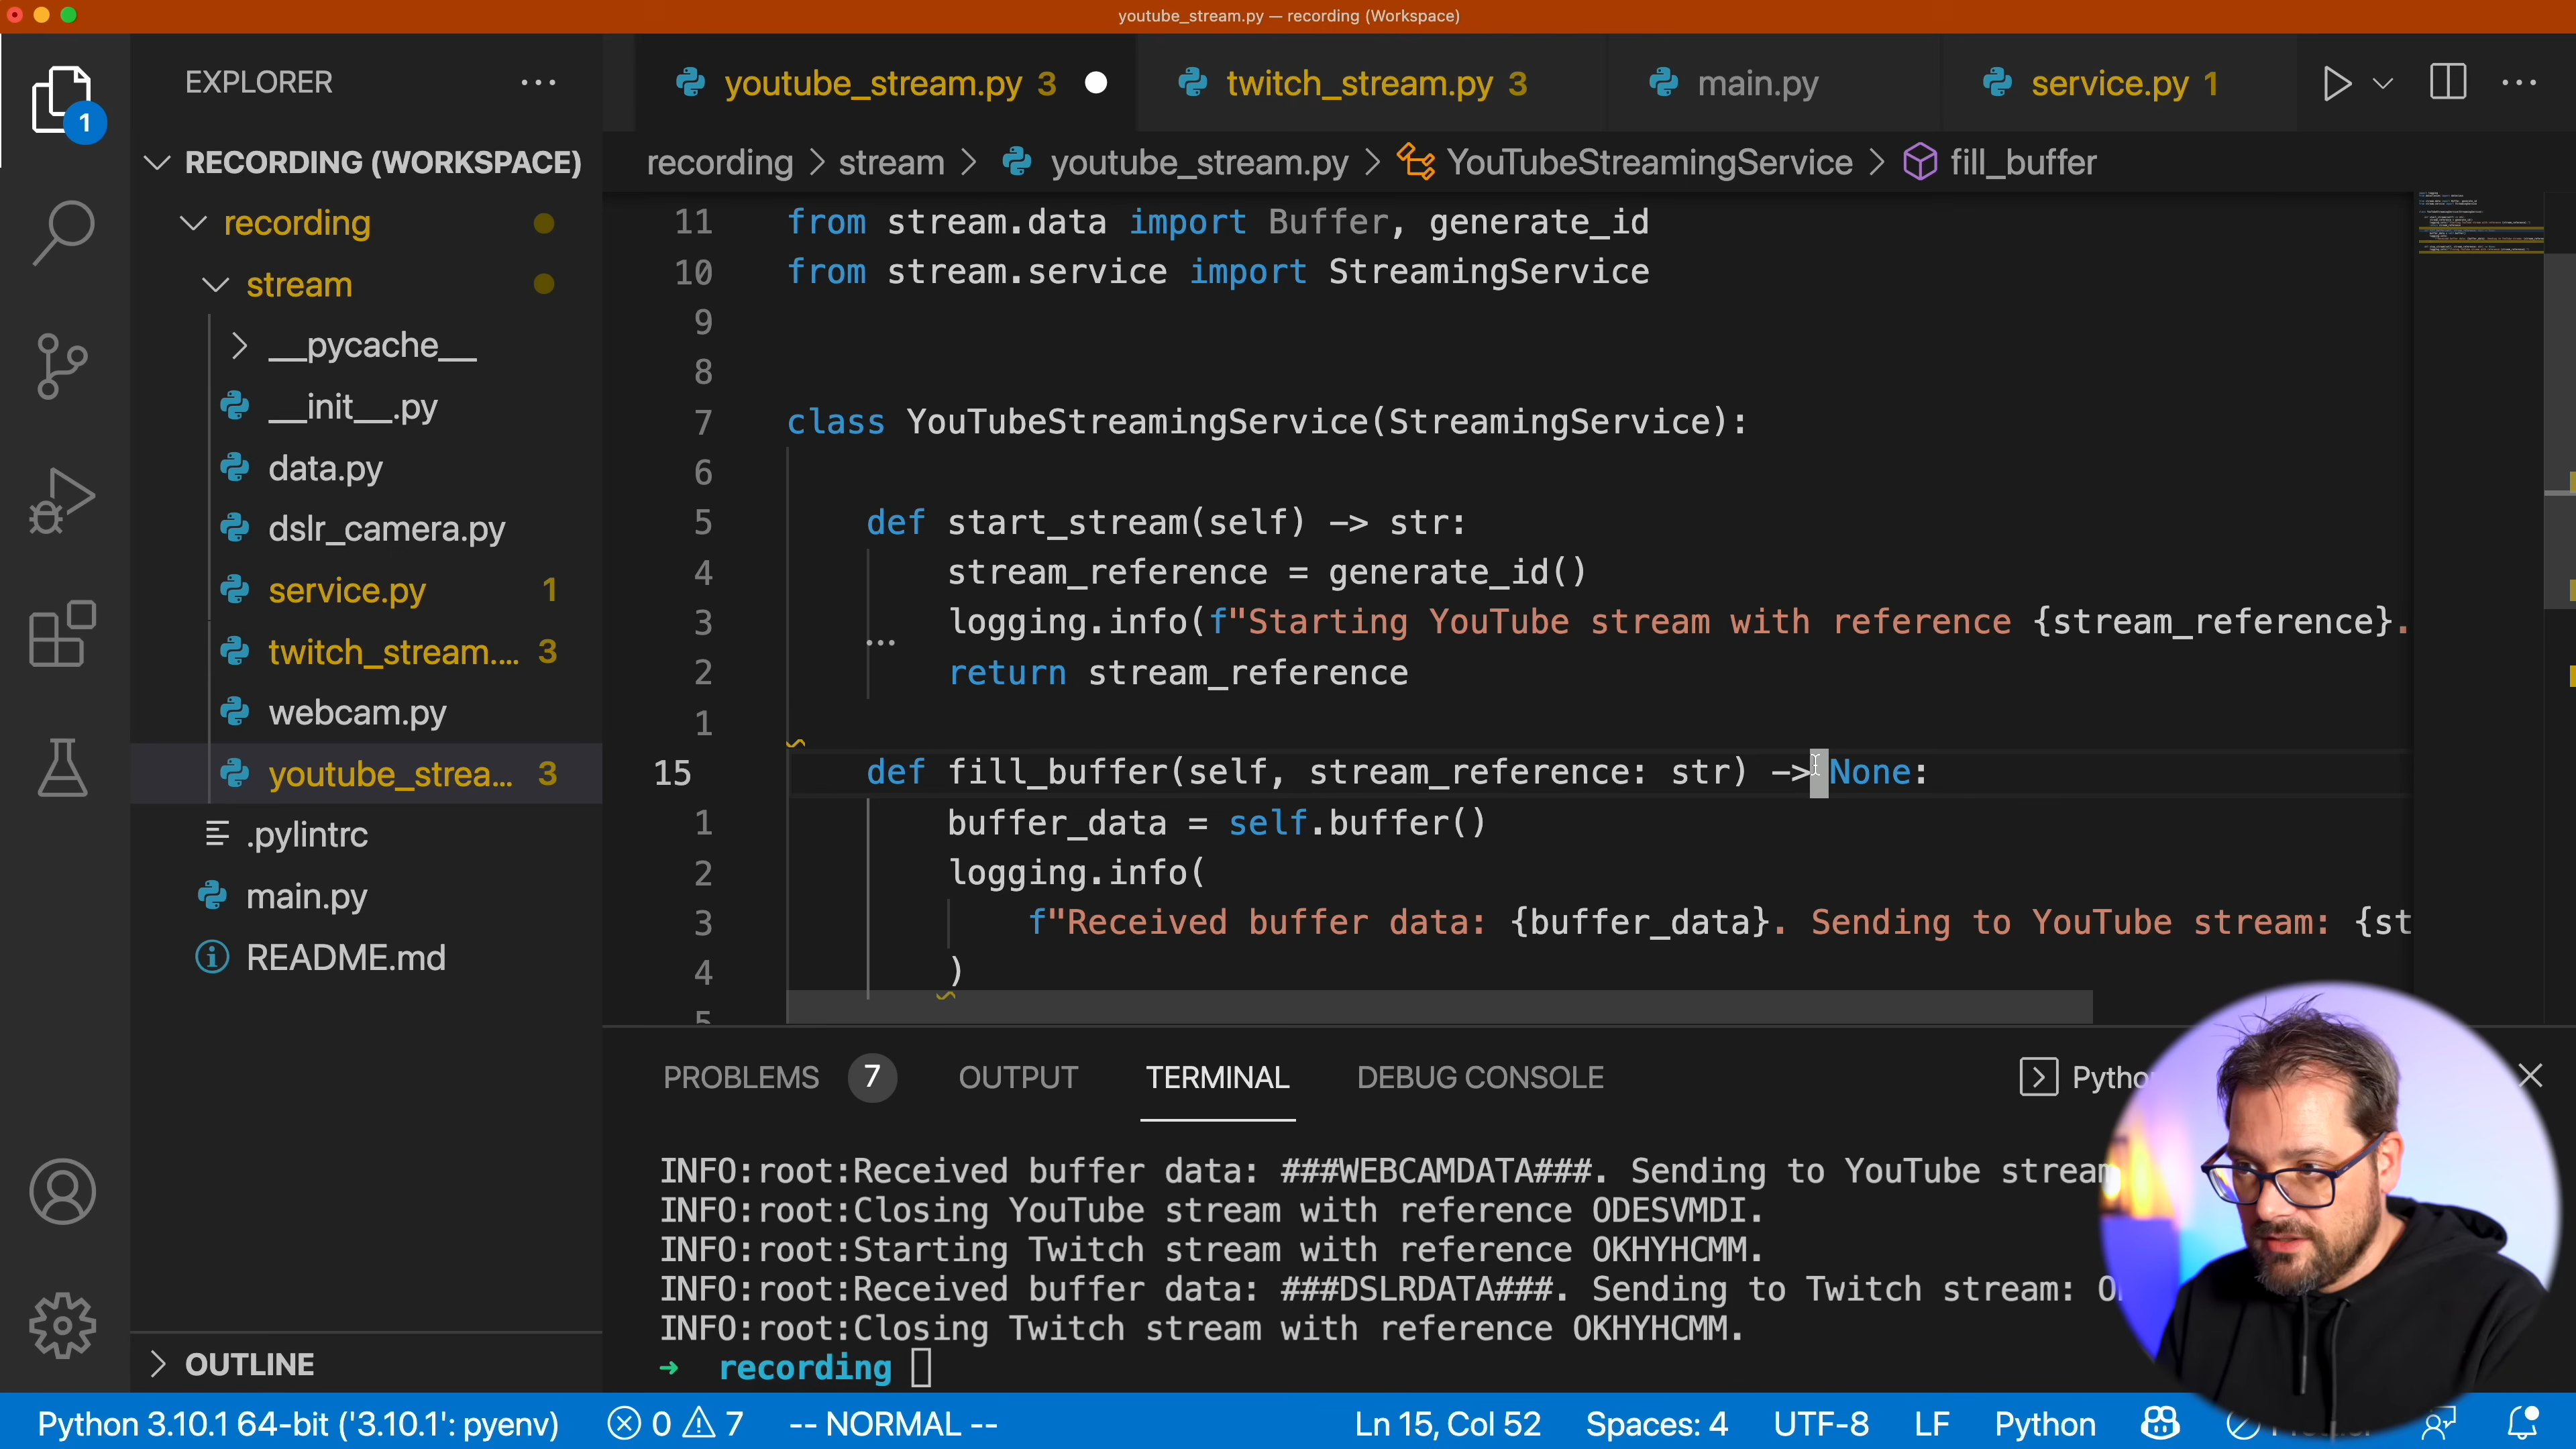 youtube_stream.py — recording (Workspace)
EXPLORER
youtube_stream.py 3
twitch_stream.py 3
main.py
service.py 1
1
RECORDING (WORKSPACE)
recording > stream > youtube_stream.py > YouTubeStreamingService > fill_buffer
recording
stream
__pycache__
__init__.py
data.py
dslr_camera.py
service.py 1
twitch_stream.... 3
webcam.py
youtube_strea... 3
.pylintrc
main.py
README.md
OUTLINE
11 from stream.data import Buffer, generate_id
10 from stream.service import StreamingService
9
8
7 class YouTubeStreamingService(StreamingService):
6
5 def start_stream(self) -> str:
4 stream_reference = generate_id()
3 logging.info(f"Starting YouTube stream with reference {stream_reference}.
2 return stream_reference
1
15 def fill_buffer(self, stream_reference: str) -> None:
1 buffer_data = self.buffer()
2 logging.info(
3 f"Received buffer data: {buffer_data}. Sending to YouTube stream: {st
4 )
5
PROBLEMS 7 OUTPUT TERMINAL DEBUG CONSOLE
INFO:root:Received buffer data: ###WEBCAMDATA###. Sending to YouTube stream
INFO:root:Closing YouTube stream with reference ODESVMDI.
INFO:root:Starting Twitch stream with reference OKHYHCMM.
INFO:root:Received buffer data: ###DSLRDATA###. Sending to Twitch stream:
INFO:root:Closing Twitch stream with reference OKHYHCMM.
➜ recording
Python 3.10.1 64-bit ('3.10.1': pyenv) 0 7 -- NORMAL -- Ln 15, Col 52 Spaces: 4 UTF-8 LF Python